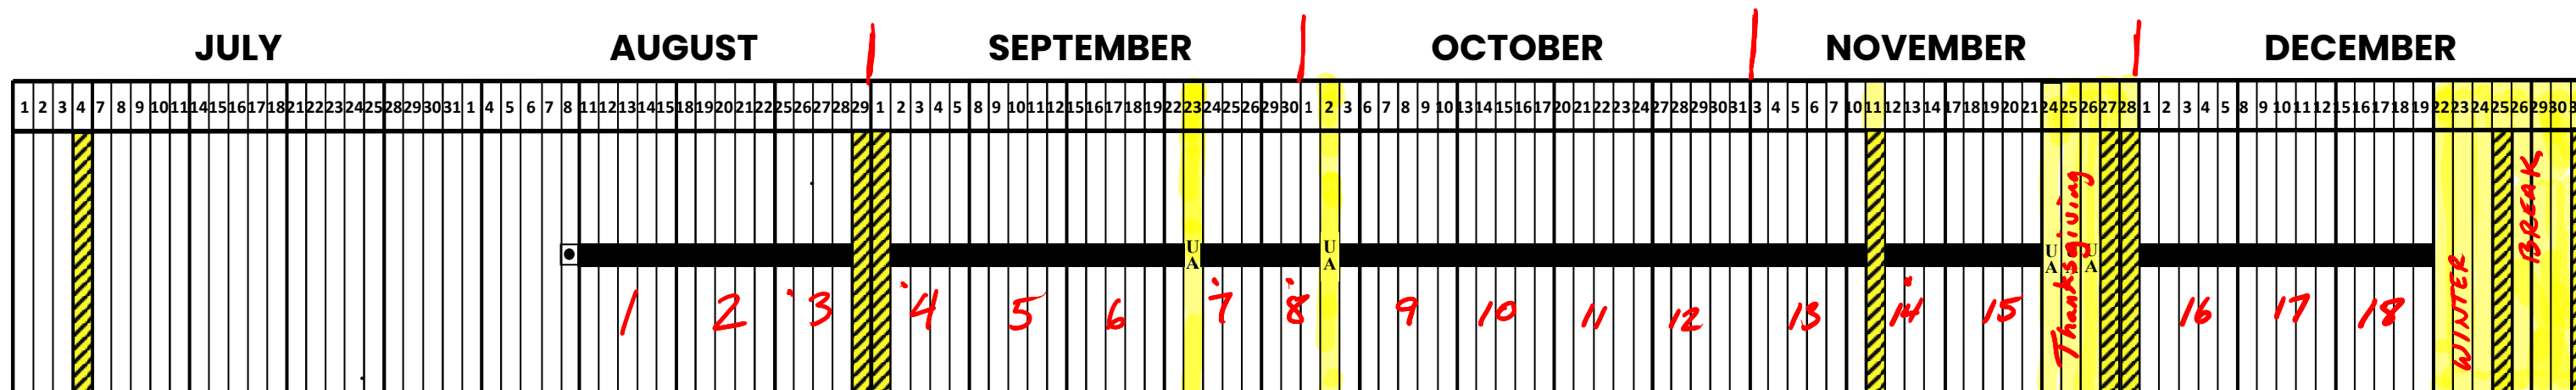 JULY AUGUST SEPTEMBER OCTOBER NOVEMBER DECEMBER
1 2 3 4 7 8 9 10 11 14 15 16 17 18 21 22 23 24 25 28 29 30 31 1 4 5 6 7 8 11 12 13 14 15 18 19 20 21 22 25 26 27 28 29 1 2 3 4 5 8 9 10 11 12 15 16 17 18 19 22 23 24 25 26 29 30 1 2 3 6 7 8 9 10 13 14 15 16 17 20 21 22 23 24 27 28 29 30 31 3 4 5 6 7 10 11 12 13 14 17 18 19 20 21 24 25 26 27 28 1 2 3 4 5 8 9 10 11 12 15 16 17 18 19 22 23 24 25 26 29 30
UA UA UA A UA
1 2 3 4 5 6 7 8 9 10 11 12 13 14 15 Thanksgiving 16 17 18 WINTER BREAK